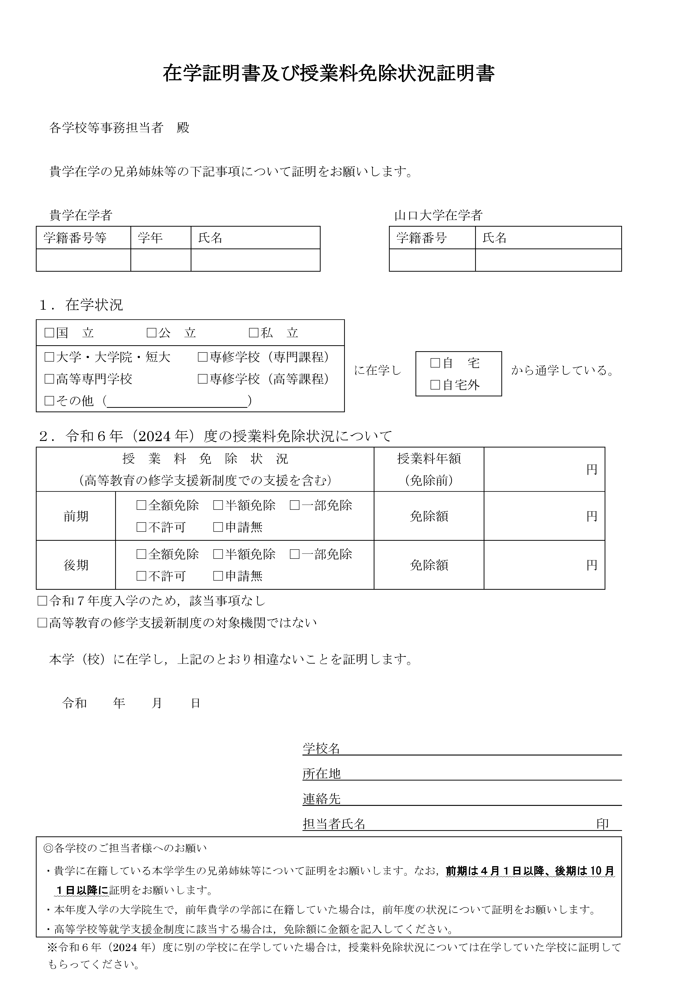 在学証明書及び授業料免除状況証明書
各学校等事務担当者　殿
貴学在学の兄弟姉妹等の下記事項について証明をお願いします。
貴学在学者
学籍番号等　学年　氏名
山口大学在学者
学籍番号　氏名
１．在学状況
□国　立　□公　立　□私　立
□大学・大学院・短大　□専修学校（専門課程）
□高等専門学校　□専修学校（高等課程）
□その他（　　　　　　　　　　　）
に在学し
□自　宅
□自宅外
から通学している。
２．令和６年（2024 年）度の授業料免除状況について
授　業　料　免　除　状　況
（高等教育の修学支援新制度での支援を含む）
授業料年額
（免除前）
円
前期
□全額免除　□半額免除　□一部免除
□不許可　□申請無
免除額
円
後期
□全額免除　□半額免除　□一部免除
□不許可　□申請無
免除額
円
□令和７年度入学のため，該当事項なし
□高等教育の修学支援新制度の対象機関ではない
本学（校）に在学し，上記のとおり相違ないことを証明します。
令和　　年　　月　　日
学校名
所在地
連絡先
担当者氏名　印
◎各学校のご担当者様へのお願い
・貴学に在籍している本学学生の兄弟姉妹等について証明をお願いします。なお，前期は４月１日以降、後期は 10 月
１日以降に証明をお願いします。
・本年度入学の大学院生で，前年貴学の学部に在籍していた場合は，前年度の状況について証明をお願いします。
・高等学校等就学支援金制度に該当する場合は，免除額に金額を記入してください。
※令和６年（2024 年）度に別の学校に在学していた場合は，授業料免除状況については在学していた学校に証明して
もらってください。